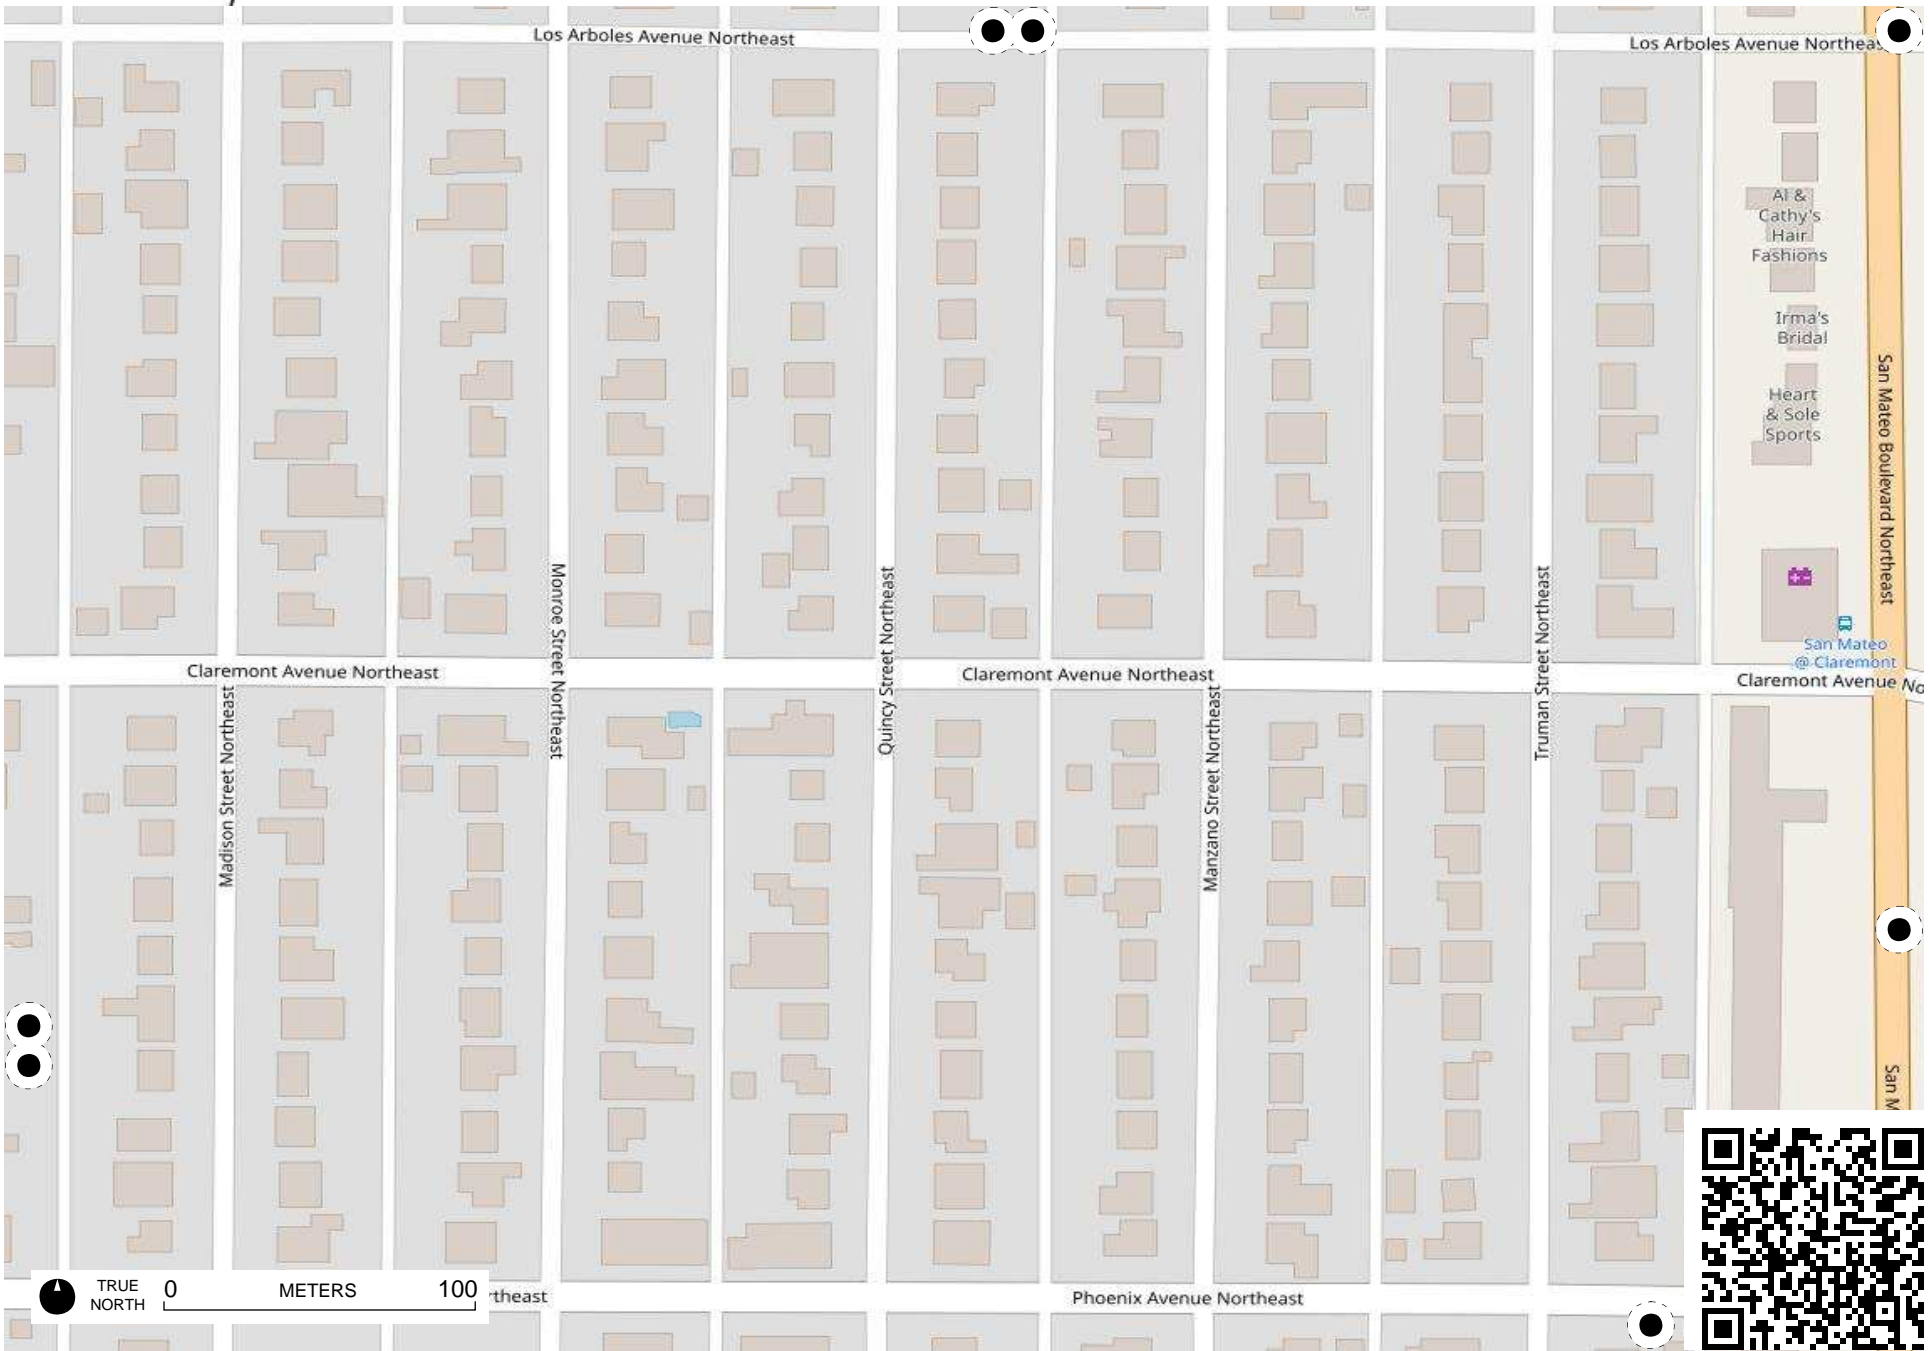 Los Arboles Avenue Northeast
Los Arboles Avenue Northeas
Al &
Cathy's
Hair
Fashions
Irma's
Bridal
Heart
& Sole
Sports
San Mateo Boulevard Northeast
Monroe Street Northeast
Quincy Street Northeast
Truman Street Northeast
San Mateo
@ Claremont
Claremont Avenue Northeast
Claremont Avenue Northeast
Claremont Avenue No
Madison Street Northeast
Manzano Street Northeast
San M
TRUE
NORTH
0 METERS 100
rtheast
Phoenix Avenue Northeast